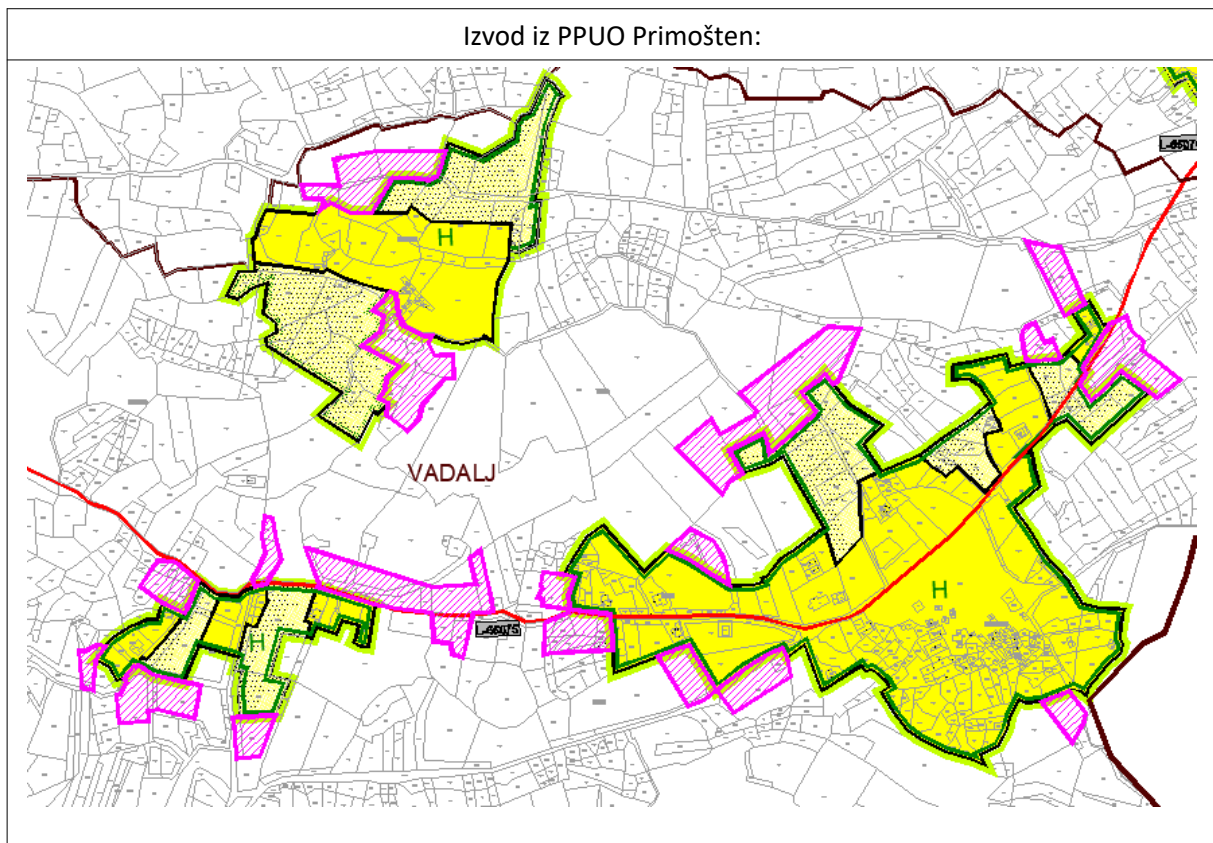 Izvod iz PPUO Primošten:
H
VADALJ
H
H
L-65075